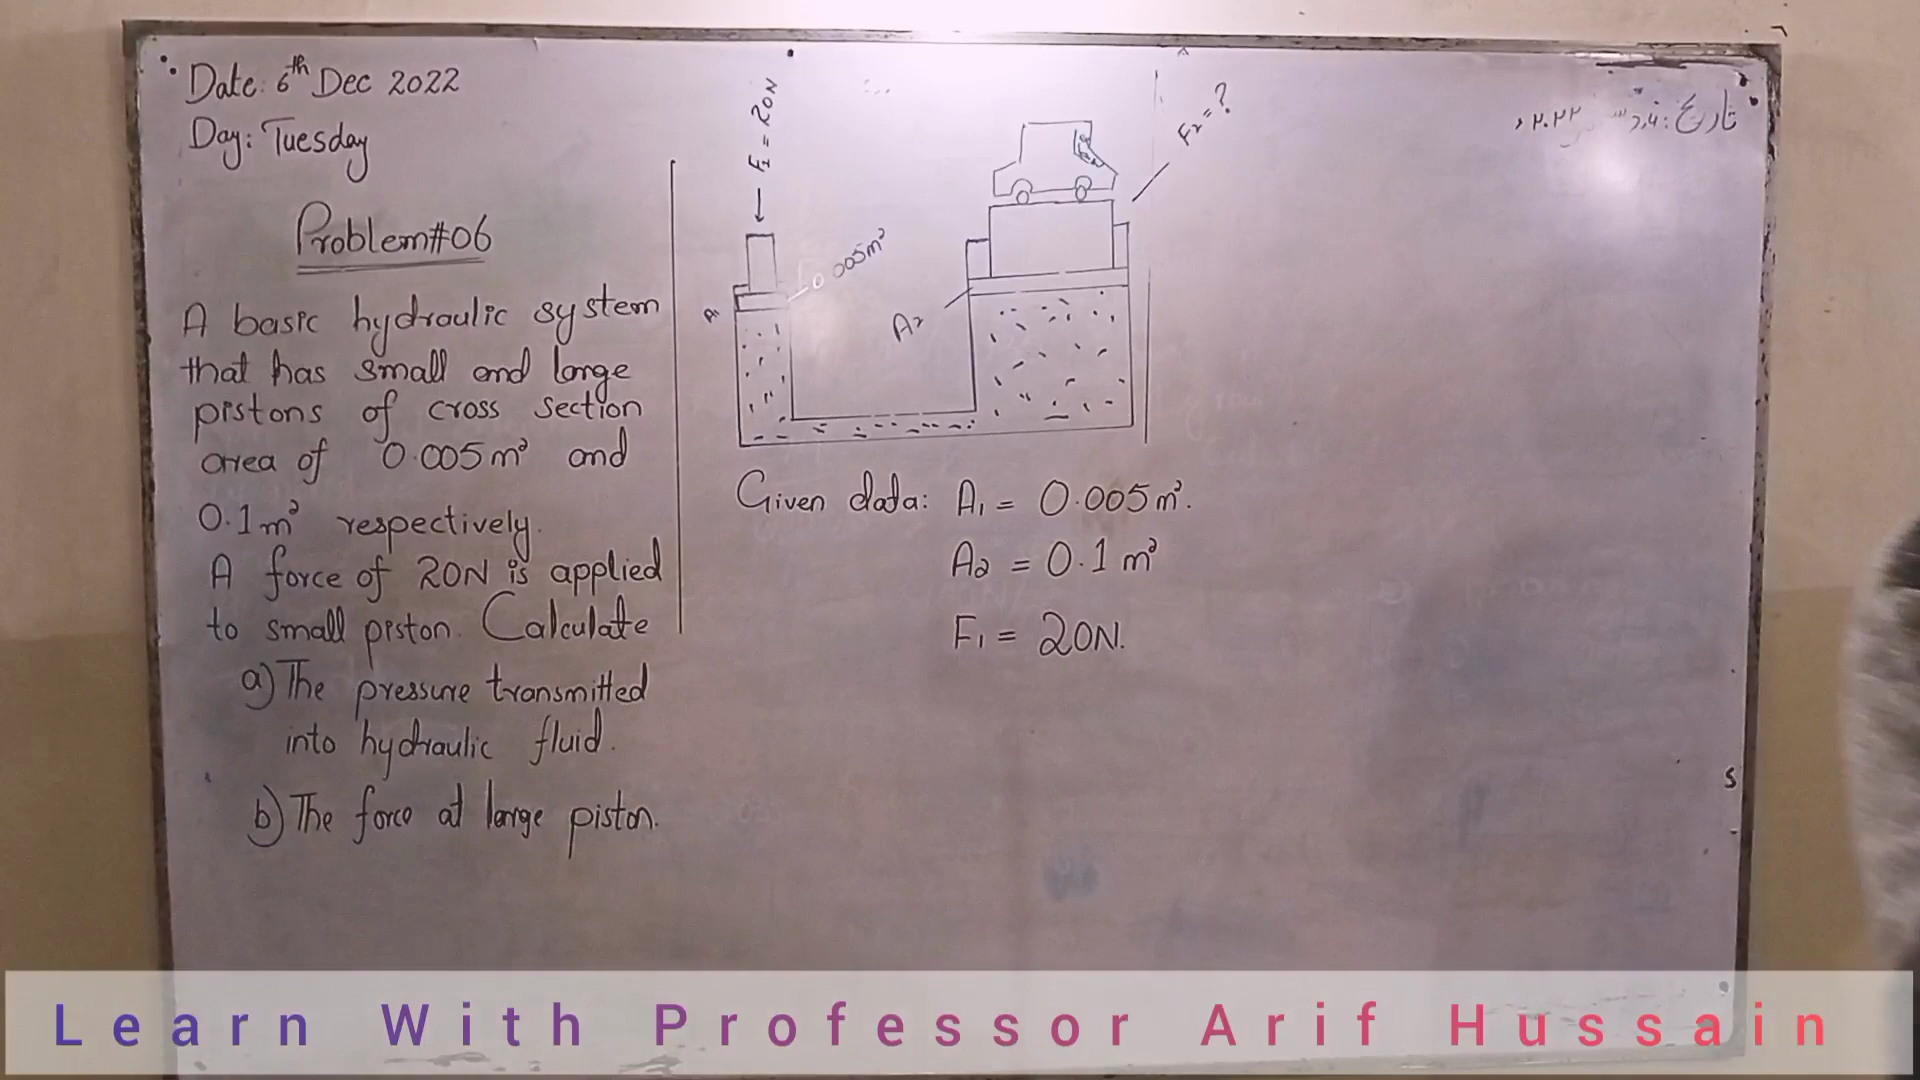 Date: 6th Dec 2022
Day: Tuesday
Problem#06
A basic hydraulic system
that has small and large
pistons of cross section
area of 0.005m² and
0.1m² respectively.
A force of 20N is applied
to small piston. Calculate
a) The pressure transmitted
into hydraulic fluid.
b) The force at large piston.
F1 = 20N
0.005m²
A1
A2
F2 = ?
Given data: A1 = 0.005m².
A2 = 0.1m²
F1 = 20N.
تاریخ:
۲۰۲۲ء
S
Learn With Professor Arif Hussain